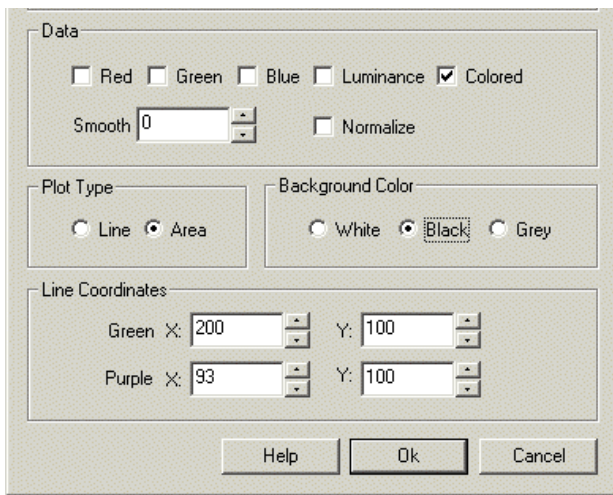 Data
Red Green Blue Luminance Colored
Smooth 0 Normalize
Plot Type
Background Color
Line Area
White Black Grey
Line Coordinates
Green X: 200 Y: 100
Purple X: 93 Y: 100
Help Ok Cancel